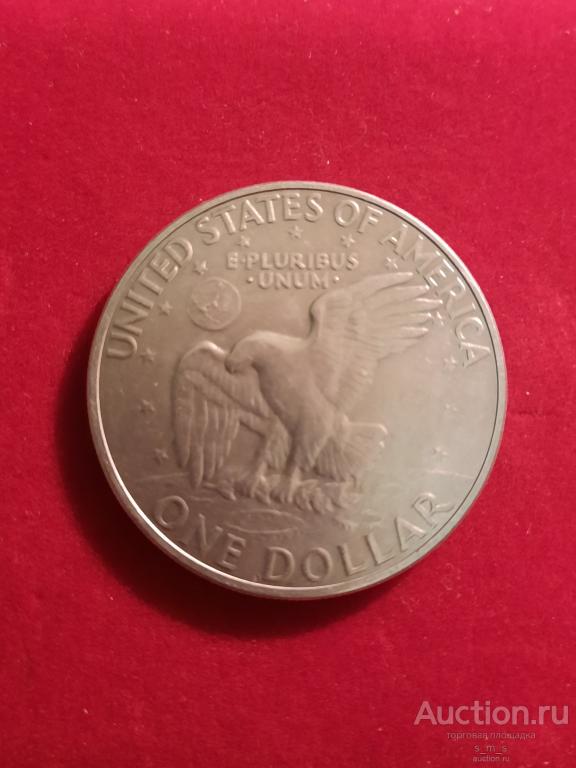 UNITED STATES OF AMERICA
E·PLURIBUS
·UNUM·
ONE DOLLAR
Auction.ru
торговая площадка
s_m_s
auction.ru